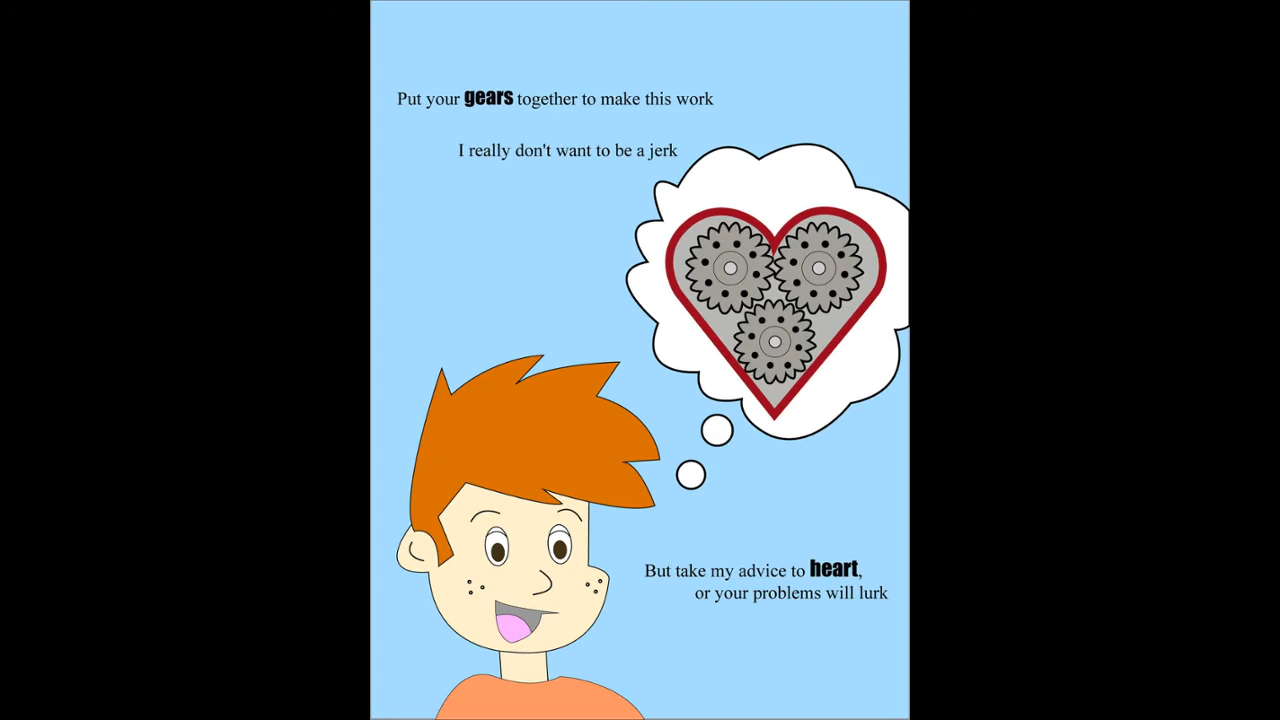 Put your gears together to make this work
I really don't want to be a jerk
But take my advice to heart,
or your problems will lurk